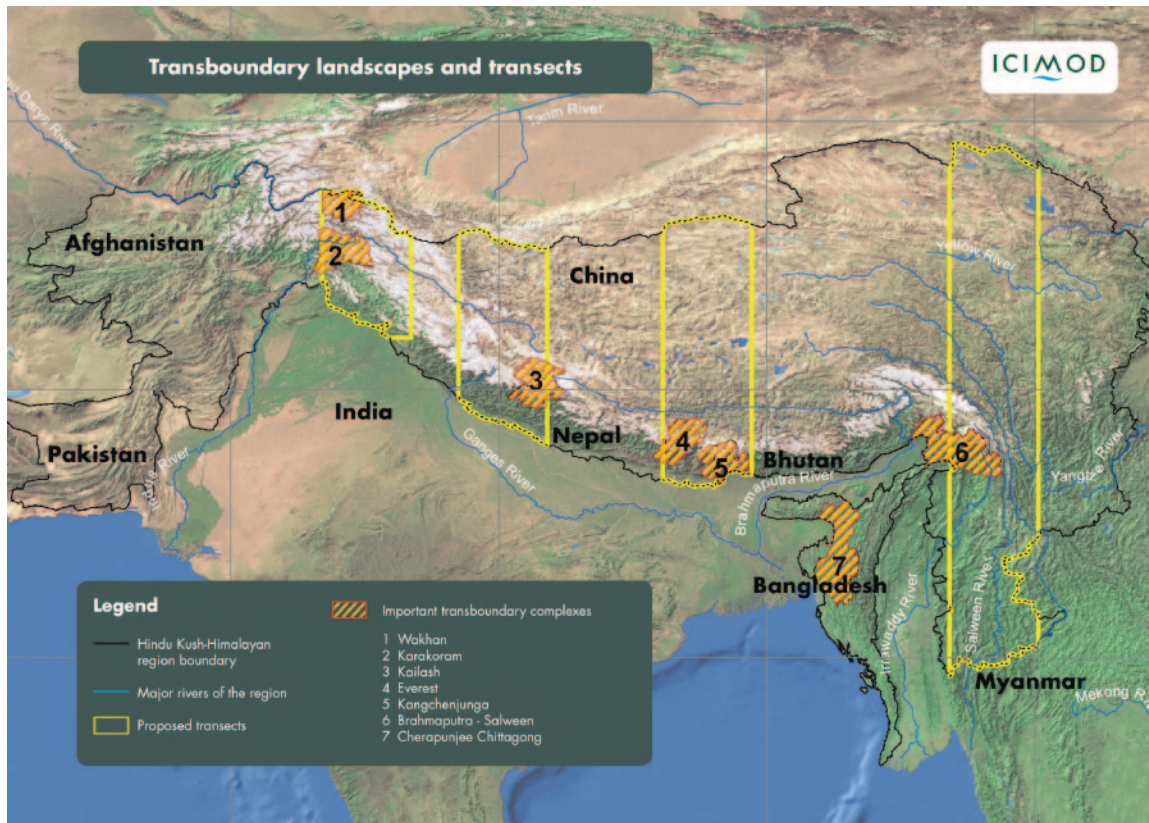 Transboundary landscapes and transects
ICIMOD
Tarim River
Darya River
1
Afghanistan
2
China
Yellow River
3
India
Nepal
4
5
Bhutan
6
Pakistan
Ganges River
Brahmaputra River
Yangtze River
7
Bangladesh
Irrawaddy River
Salween River
Myanmar
Mekong
Legend
Hindu Kush-Himalayan
region boundary
Major rivers of the region
Proposed transects
Important transboundary complexes
1 Wakhan
2 Karakoram
3 Kailash
4 Everest
5 Kangchenjunga
6 Brahmaputra - Salween
7 Cherapunjee Chittagong